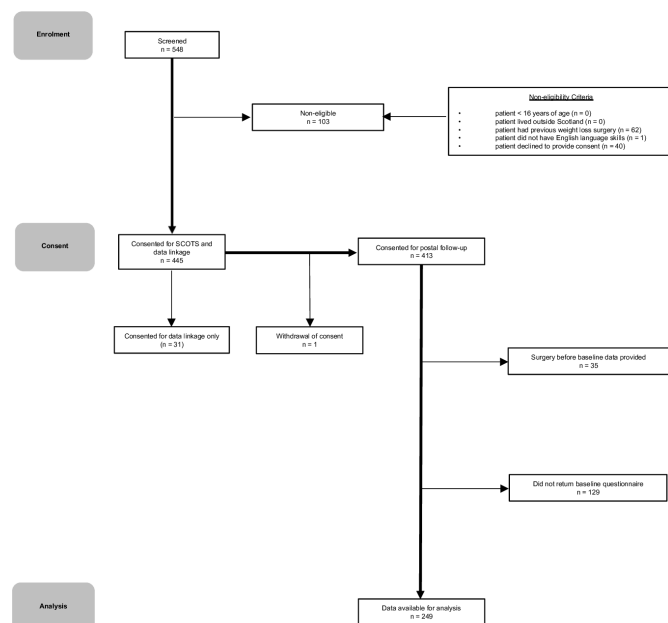 Enrolment
Screened
n = 548
Non-eligible
n = 103
Non-eligibility Criteria
• patient < 16 years of age (n = 0)
• patient lived outside Scotland (n = 0)
• patient had previous weight loss surgery (n = 62)
• patient did not have English language skills (n = 1)
• patient declined to provide consent (n = 40)
Consent
Consented for SCOTS and
data linkage
n = 445
Consented for postal follow-up
n = 413
Consented for data linkage only
(n = 31)
Withdrawal of consent
n = 1
Surgery before baseline data provided
n = 35
Did not return baseline questionnaire
n = 129
Analysis
Data available for analysis
n = 249